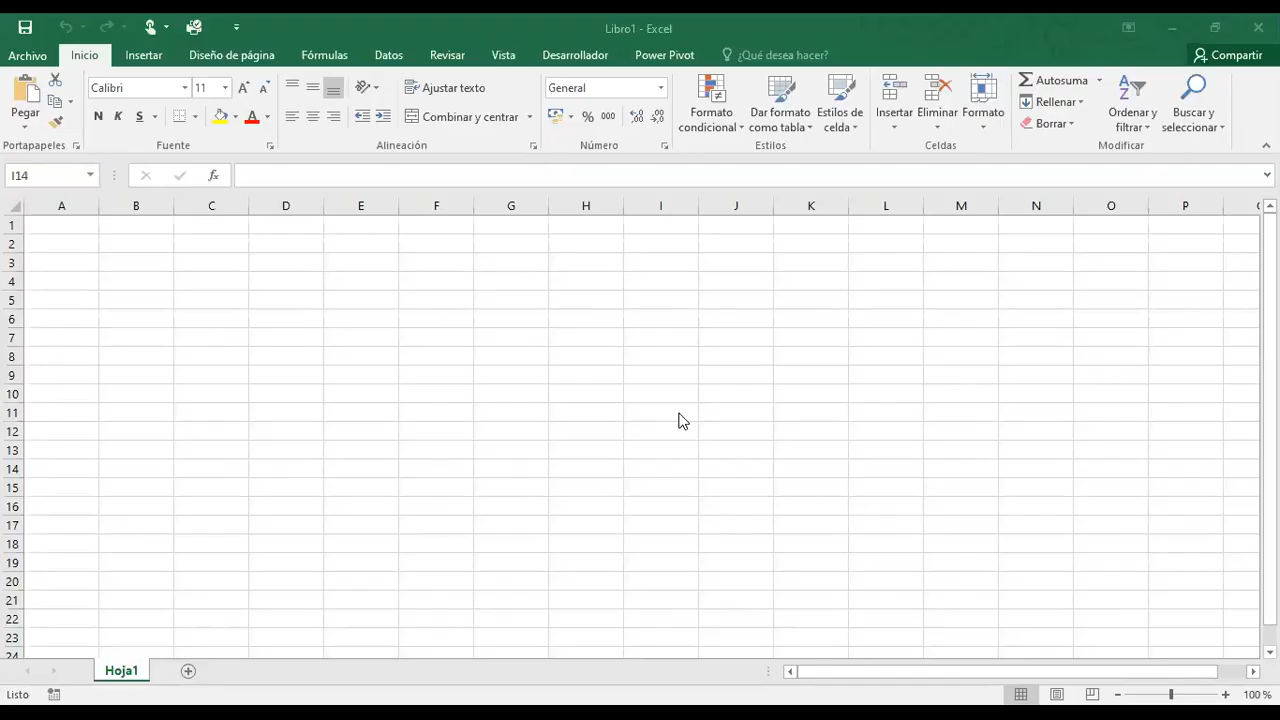 Libro1 - Excel
Archivo Inicio Insertar Diseño de página Fórmulas Datos Revisar Vista Desarrollador Power Pivot ¿Qué desea hacer? Compartir
Pegar
Portapapeles
Calibri 11
N K S A
Fuente
Ajustar texto
Combinar y centrar
Alineación
General
% 000
Número
Formato condicional
Dar formato como tabla
Estilos de celda
Estilos
Insertar Eliminar Formato
Celdas
Autosuma
Rellenar
Borrar
Ordenar y filtrar
Buscar y seleccionar
Modificar
I14 fx
A B C D E F G H I J K L M N O P
1
2
3
4
5
6
7
8
9
10
11
12
13
14
15
16
17
18
19
20
21
22
23
24
Hoja1
Listo 100 %